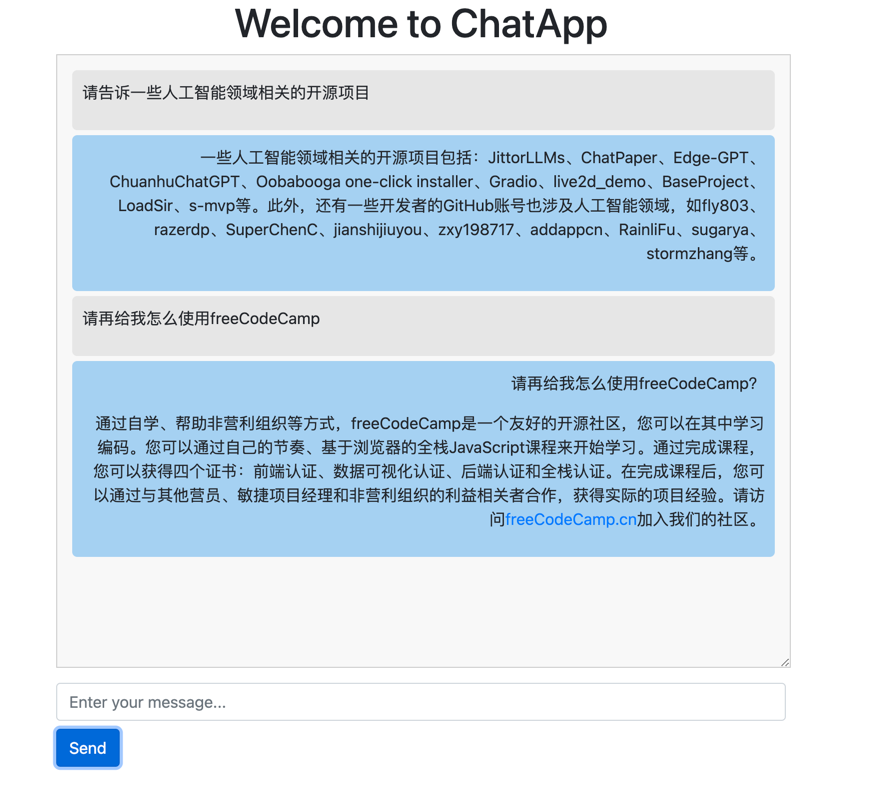 Welcome to ChatApp
请告诉一些人工智能领域相关的开源项目
一些人工智能领域相关的开源项目包括：JittorLLMs、ChatPaper、Edge-GPT、
ChuanhuChatGPT、Oobabooga one-click installer、Gradio、live2d_demo、BaseProject、
LoadSir、s-mvp等。此外，还有一些开发者的GitHub账号也涉及人工智能领域，如fly803、
razerdp、SuperChenC、jianshijiuyou、zxy198717、addappcn、RainliFu、sugarya、
stormzhang等。
请再给我怎么使用freeCodeCamp
请再给我怎么使用freeCodeCamp?
通过自学、帮助非营利组织等方式，freeCodeCamp是一个友好的开源社区，您可以在其中学习
编码。您可以通过自己的节奏、基于浏览器的全栈JavaScript课程来开始学习。通过完成课程，
您可以获得四个证书：前端认证、数据可视化认证、后端认证和全栈认证。在完成课程后，您可
以通过与其他营员、敏捷项目经理和非营利组织的利益相关者合作，获得实际的项目经验。请访
问freeCodeCamp.cn加入我们的社区。
Enter your message...
Send